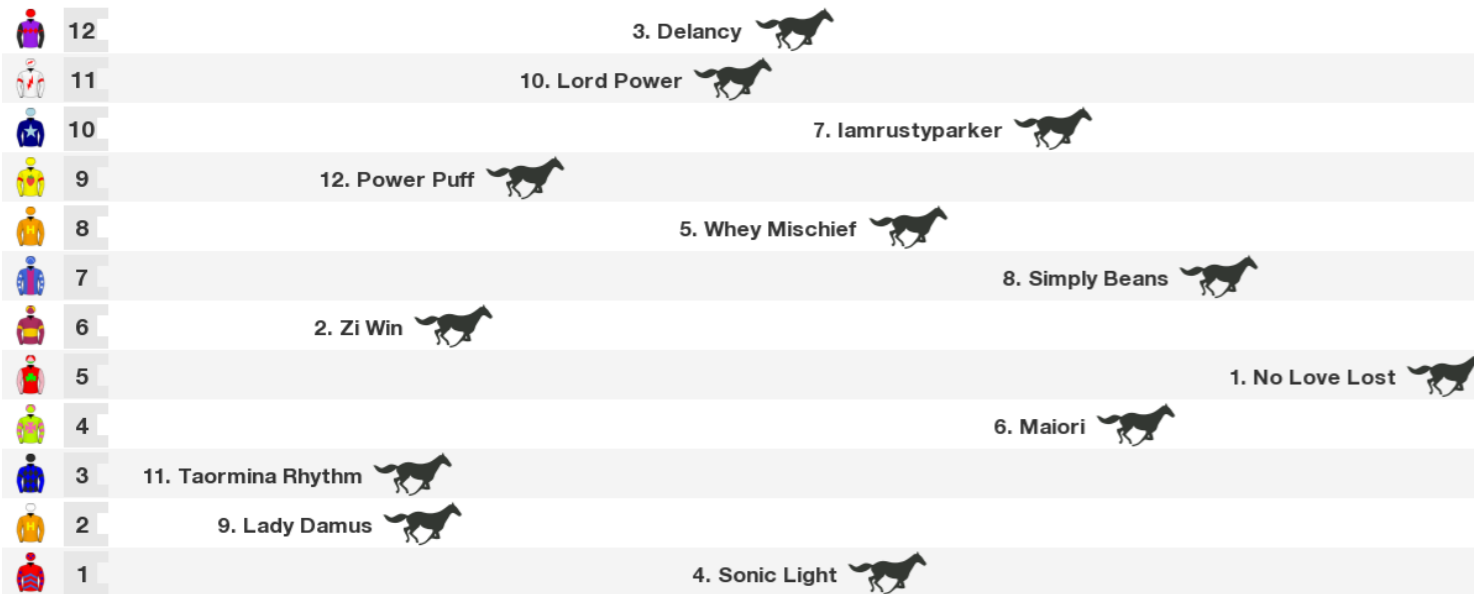 12 3. Delancy
11 10. Lord Power
10 7. Iamrustyparker
9 12. Power Puff
8 H 5. Whey Mischief
7 8. Simply Beans
6 2. Zi Win
5 1. No Love Lost
4 6. Maiori
3 11. Taormina Rhythm
2 H 9. Lady Damus
1 4. Sonic Light